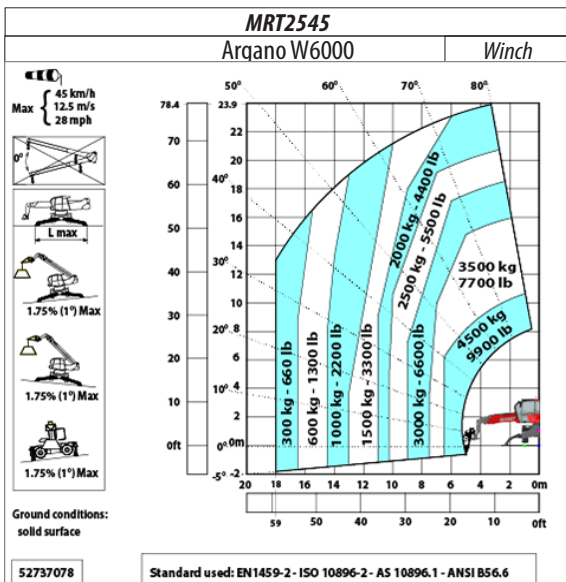 MRT2545
Argano W6000 Winch
Max { 45 km/h
12.5 m/s
28 mph
0°
L max
1.75% (1°) Max
1.75% (1°) Max
1.75% (1°) Max
Ground conditions:
solid surface
52737078
50° 60° 70° 80°
78.4 23.9
22
70
20
60
18
40°
16
50
14
40
12
30°
10
30
20 8
20°
6
10 4
10°
2
0ft 0° 0m
-5° -2
300 kg - 660 lb
600 kg - 1300 lb
1000 kg - 2200 lb
1500 kg - 3300 lb
2000 kg - 4400 lb
2500 kg - 5500 lb
3000 kg - 6600 lb
3500 kg
7700 lb
4500 kg
9900 lb
20 18 16 14 12 10 8 6 4 2 0m
59 50 40 30 20 10 0ft
Standard used: EN1459-2 - ISO 10896-2 - AS 10896.1 - ANSI B56.6